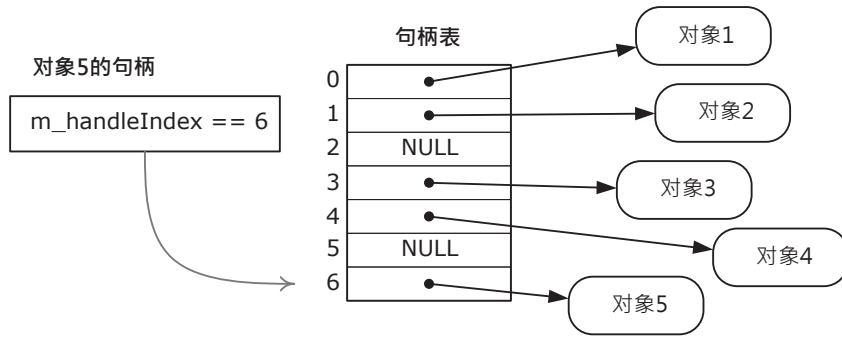 对象5的句柄
m_handleIndex == 6
句柄表
0
1
2 NULL
3
4
5 NULL
6
对象1
对象2
对象3
对象4
对象5